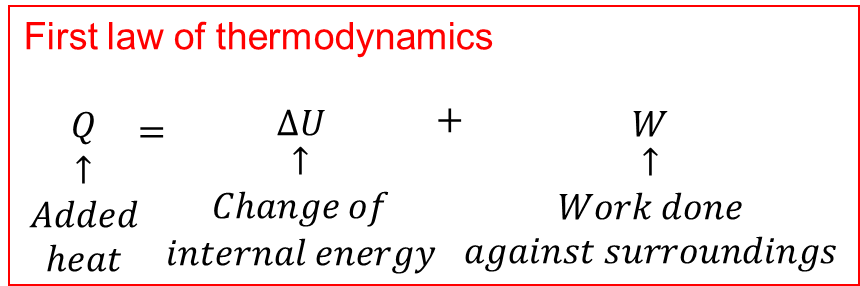 First law of thermodynamics
Q = ΔU + W
↑ ↑ ↑
Added heat
Change of internal energy
Work done against surroundings